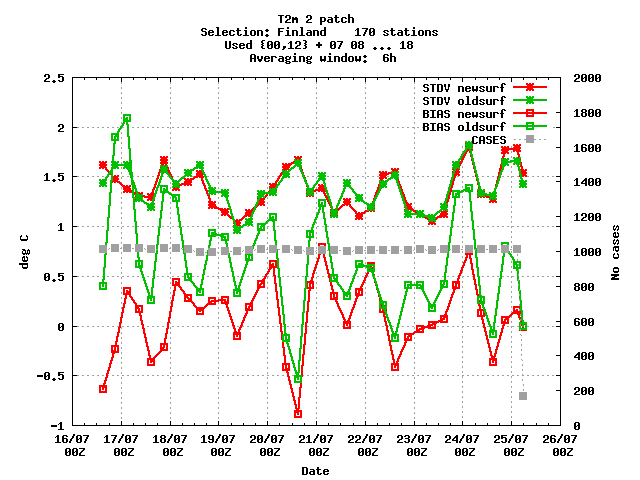 T2m 2 patch
Selection: Finland 170 stations
Used {00,12} + 07 08 ... 18
Averaging window: 6h
STDV newsurf
STDV oldsurf
BIAS newsurf
BIAS oldsurf
CASES
2.5
2
1.5
1
0.5
0
-0.5
-1
deg C
2000
1800
1600
1400
1200
1000
800
600
400
200
0
No cases
16/07 17/07 18/07 19/07 20/07 21/07 22/07 23/07 24/07 25/07 26/07
00Z 00Z 00Z 00Z 00Z 00Z 00Z 00Z 00Z 00Z 00Z
Date